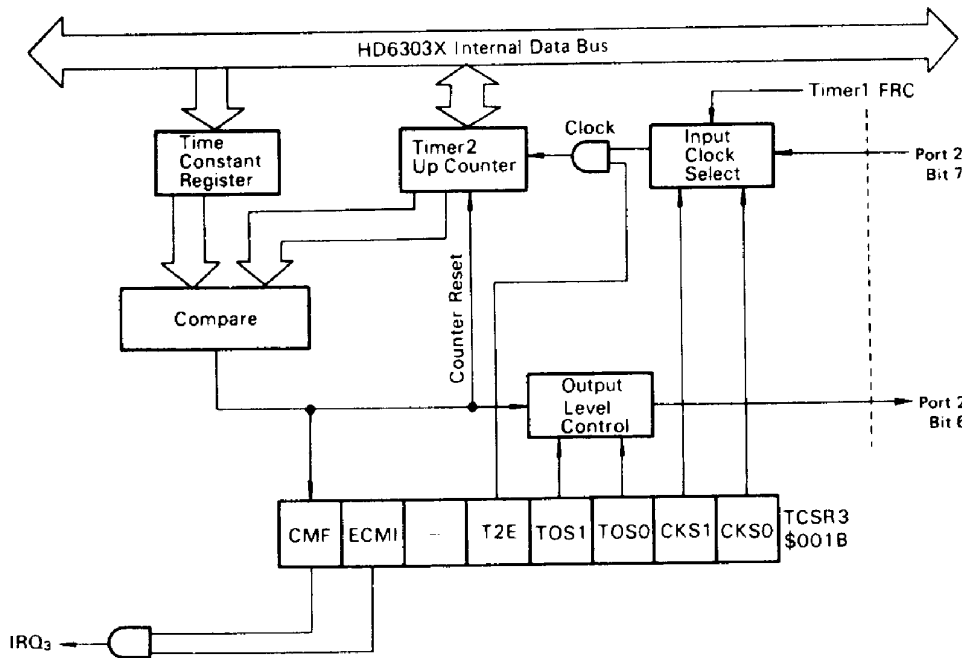 HD6303X Internal Data Bus
Timer1 FRC
Time
Constant
Register
Timer2
Up Counter
Clock
Input
Clock
Select
Port 2
Bit 7
Compare
Counter Reset
Output
Level
Control
Port 2
Bit 6
CMF
ECMI
–
T2E
TOS1
TOS0
CKS1
CKS0
TCSR3
$001B
IRQ₃